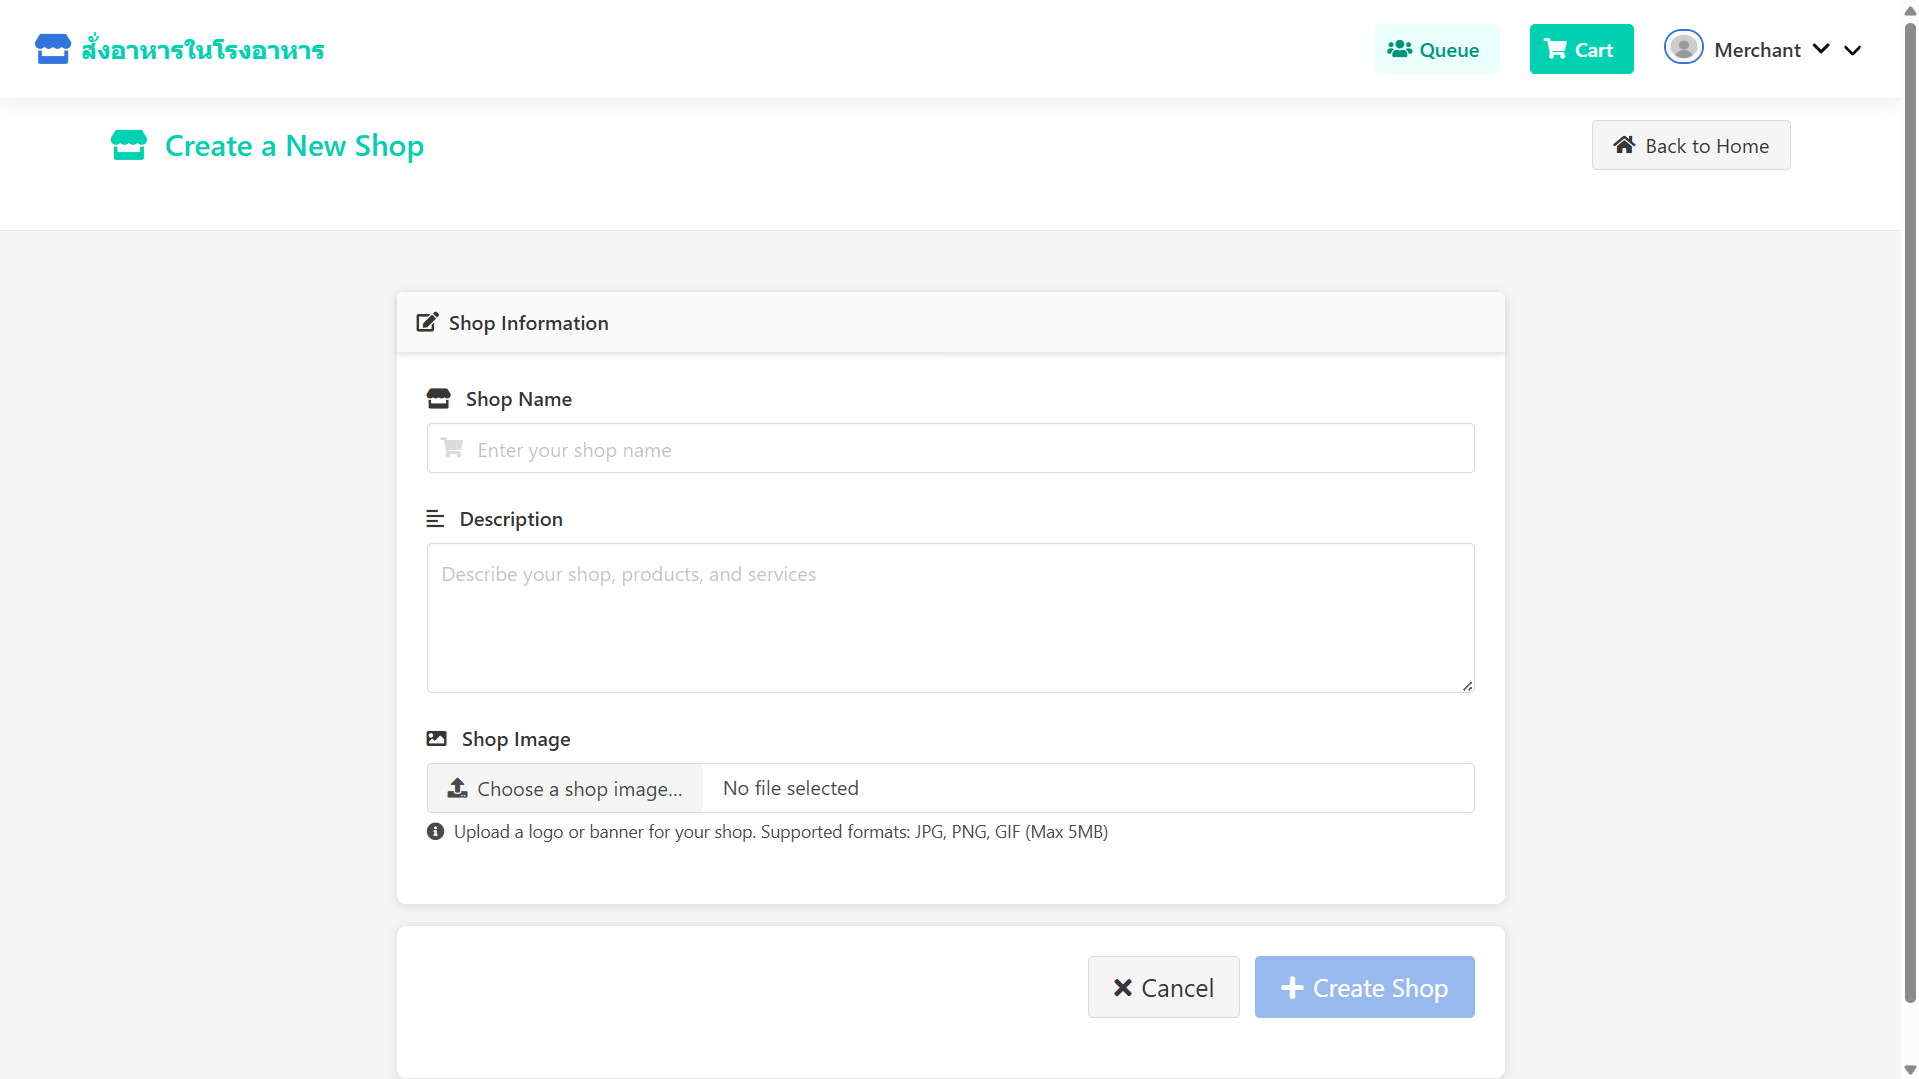 สั่งอาหารในโรงอาหาร
Queue
Cart
Merchant
Create a New Shop
Back to Home
Shop Information
Shop Name
Enter your shop name
Description
Describe your shop, products, and services
Shop Image
Choose a shop image...
No file selected
Upload a logo or banner for your shop. Supported formats: JPG, PNG, GIF (Max 5MB)
Cancel
Create Shop